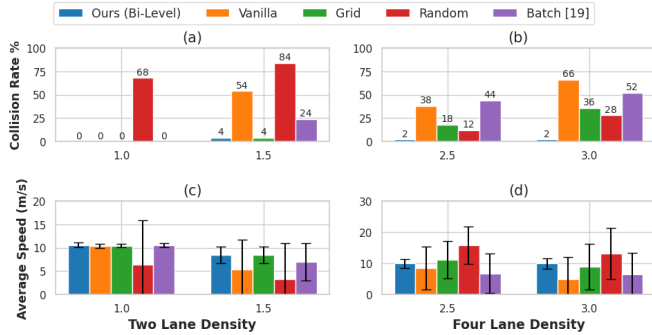 Ours (Bi-Level) Vanilla Grid Random Batch [19]
(a) (b)
Collision Rate %
100 75 50 25 0
0 0 0 68 0
4 54 4 84 24
1.0 1.5
100 75 50 25 0
2 38 18 12 44
2 66 36 28 52
2.5 3.0
(c) (d)
Average Speed (m/s)
20 15 10 5 0
1.0 1.5
30 20 10 0
2.5 3.0
Two Lane Density Four Lane Density